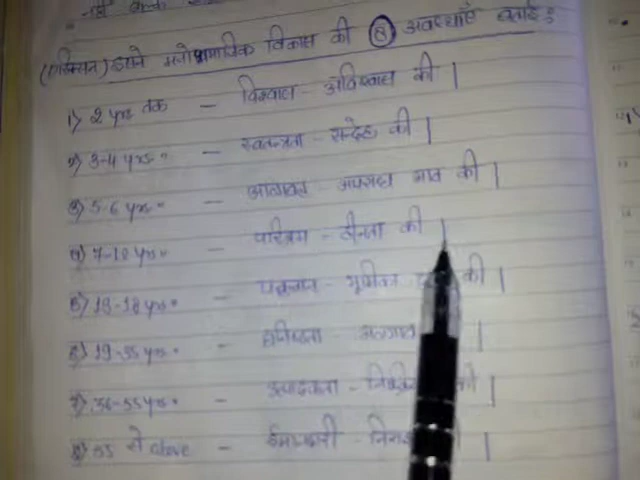 (एरिक्सन) इसने मनोसामाजिक विकास की 8 अवस्थाएँ बताई :
1) 2 yrs तक — विश्वास - अविश्वास की |
2) 3-4 yrs " — स्वतन्त्रता - सन्देह की |
3) 5-6 yrs " — आत्मबल - अपराध भाव की |
4) 7-12 yrs " — परिश्रम - हीनता की |
5) 13-18 yrs " — पहचान - भूमिका की |
6) 19-35 yrs " — घनिष्ठता - |
7) 36-55 yrs " — उत्पादकता - की |
8) 55 से above — ईमानदारी - |